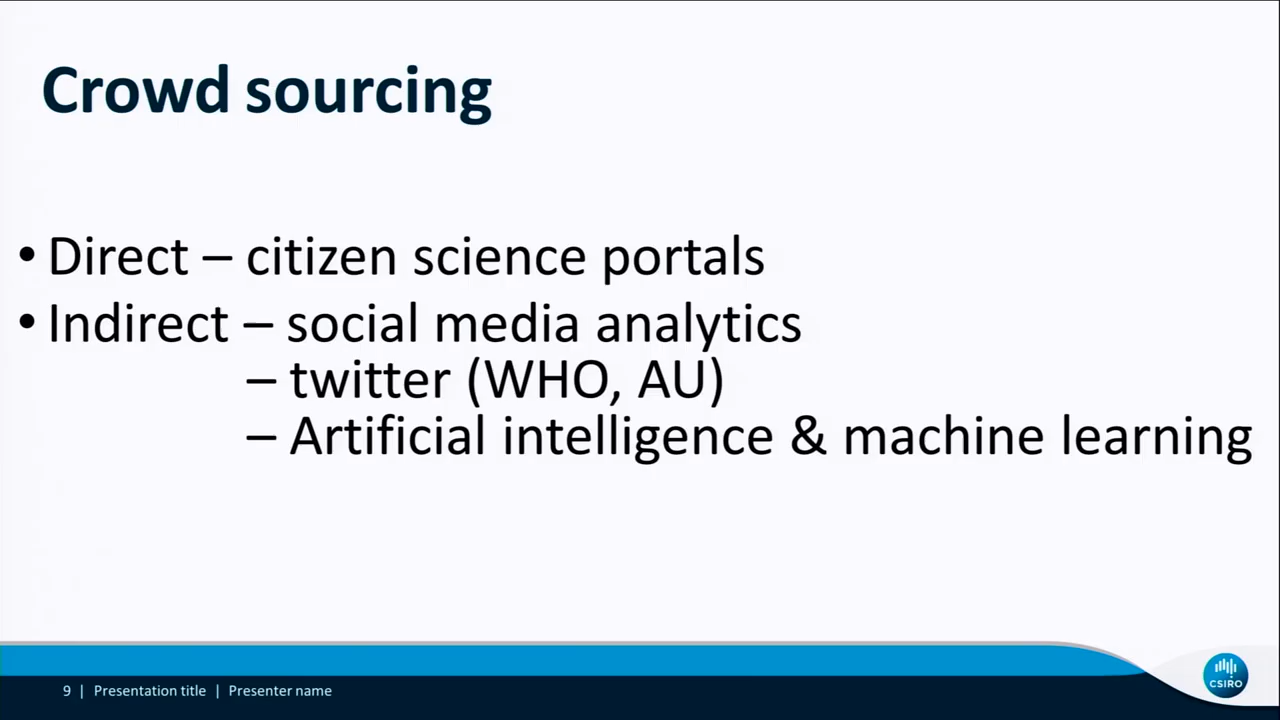 Crowd sourcing
• Direct – citizen science portals
• Indirect – social media analytics
– twitter (WHO, AU)
– Artificial intelligence & machine learning
9 | Presentation title | Presenter name
CSIRO